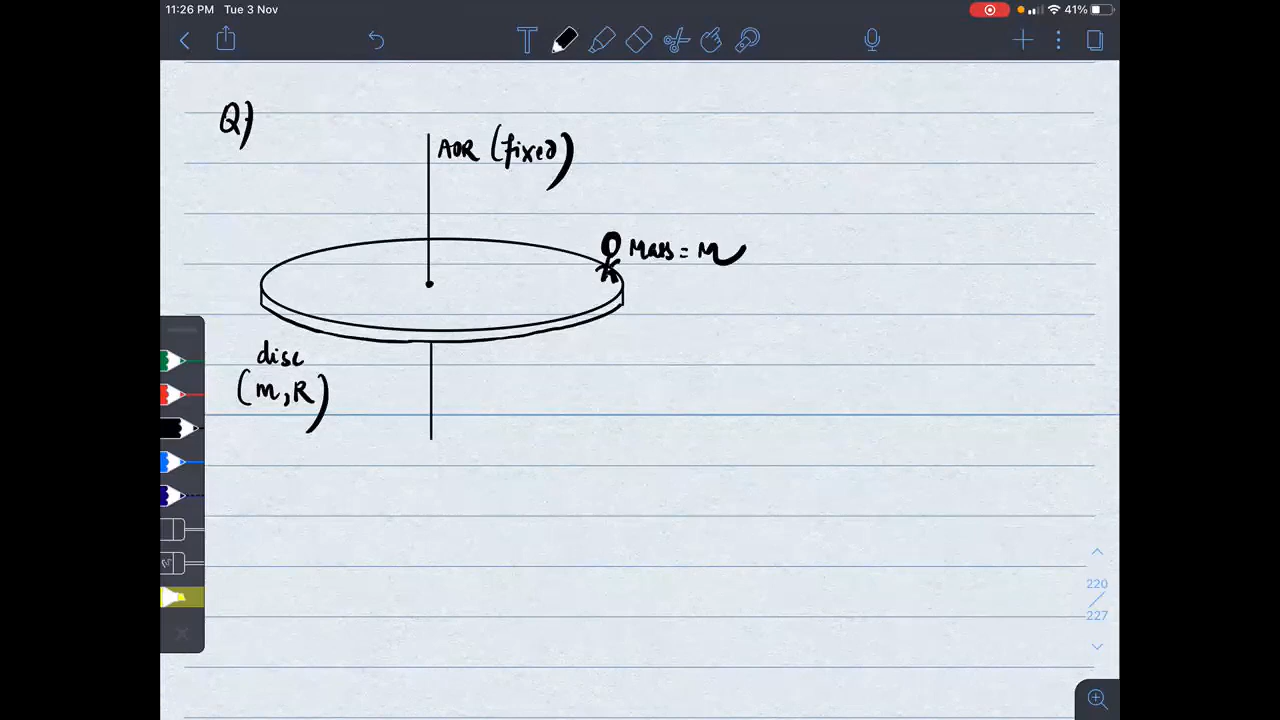 11:26 PM Tue 3 Nov 41%
T
Q)
AOR (fixed)
Mass = m
disc
(m, R)
220
227